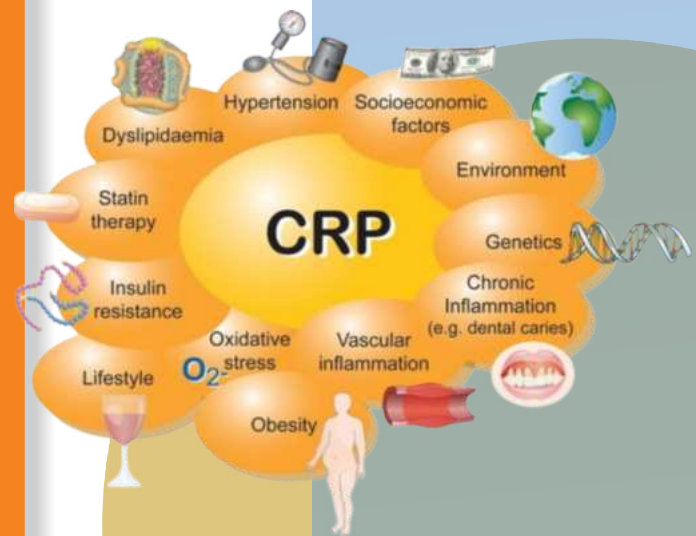 Hypertension
Socioeconomic
factors
Dyslipidaemia
Environment
Statin
therapy
CRP
Genetics
Insulin
resistance
Chronic
Inflammation
(e.g. dental caries)
Oxidative
stress
O2-
Vascular
inflammation
Lifestyle
Obesity